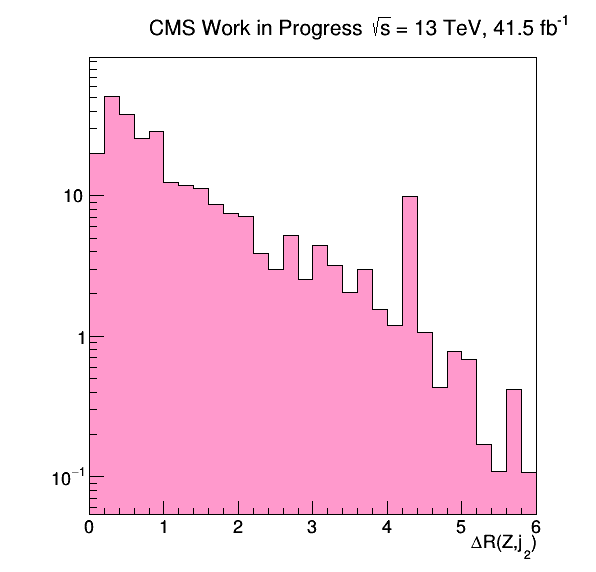 CMS Work in Progress √s = 13 TeV, 41.5 fb⁻¹
10
1
10⁻¹
0 1 2 3 4 5 6
ΔR(Z,j₂)